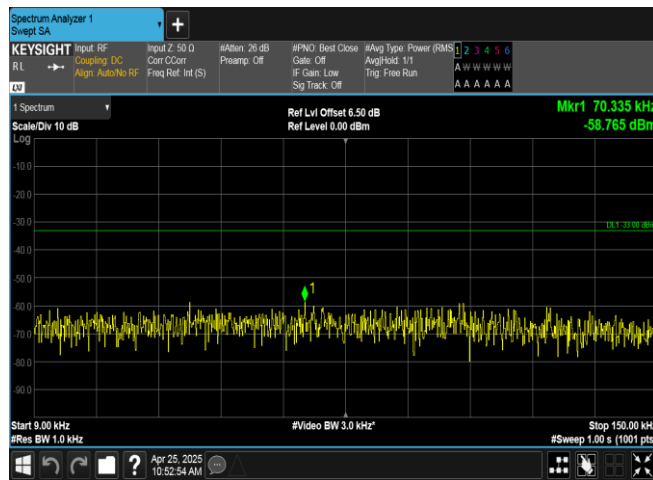 Spectrum Analyzer 1
Swept SA
+
KEYSIGHT Input: RF Input Z: 50 Ω #Atten: 26 dB #PNO: Best Close #Avg Type: Power (RMS 1 2 3 4 5 6
RL Coupling: DC Corr CCorr Preamp: Off Gate: Off Avg|Hold: 1/1 A W W W W W
Align: Auto/No RF Freq Ref: Int (S) IF Gain: Low Trig: Free Run
LXI Sig Track: Off A A A A A A
1 Spectrum Ref Lvl Offset 6.50 dB Mkr1 70.335 kHz
Scale/Div 10 dB Ref Level 0.00 dBm -58.765 dBm
Log
-10.0
-20.0
-30.0 DL1 -33.00 dBm
-40.0
-50.0
1
-60.0
-70.0
-80.0
-90.0
Start 9.00 kHz #Video BW 3.0 kHz* Stop 150.00 kHz
#Res BW 1.0 kHz #Sweep 1.00 s (1001 pts
? Apr 25, 2025
10:52:54 AM